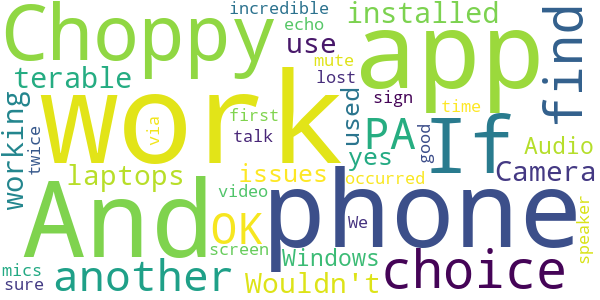 incredible
Choppy
installed
echo
app
find
use
mute
terable
lost
work
If
sign
used
PA
first
time
working
twice
via
talk
yes
good
Audio
laptops
issues
occurred
Camera
And
phone
video
OK
We
speaker
screen
Windows
choice
mics
another
sure
Wouldn't